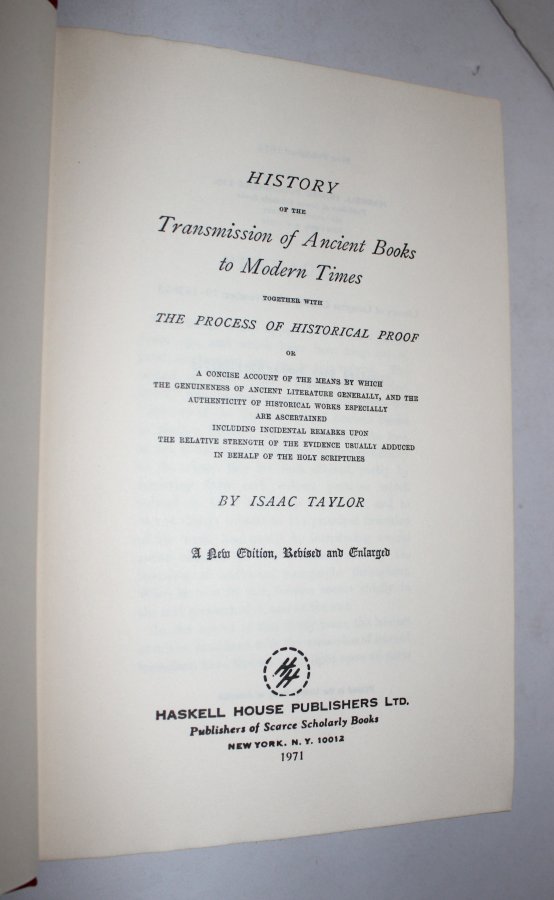 HISTORY
OF THE
Transmission of Ancient Books
to Modern Times
TOGETHER WITH
THE PROCESS OF HISTORICAL PROOF
OR
A CONCISE ACCOUNT OF THE MEANS BY WHICH
THE GENUINENESS OF ANCIENT LITERATURE GENERALLY, AND THE
AUTHENTICITY OF HISTORICAL WORKS ESPECIALLY
ARE ASCERTAINED
INCLUDING INCIDENTAL REMARKS UPON
THE RELATIVE STRENGTH OF THE EVIDENCE USUALLY ADDUCED
IN BEHALF OF THE HOLY SCRIPTURES
BY ISAAC TAYLOR
A New Edition, Revised and Enlarged
HH
HASKELL HOUSE PUBLISHERS LTD.
Publishers of Scarce Scholarly Books
NEW YORK. N. Y. 10012
1971